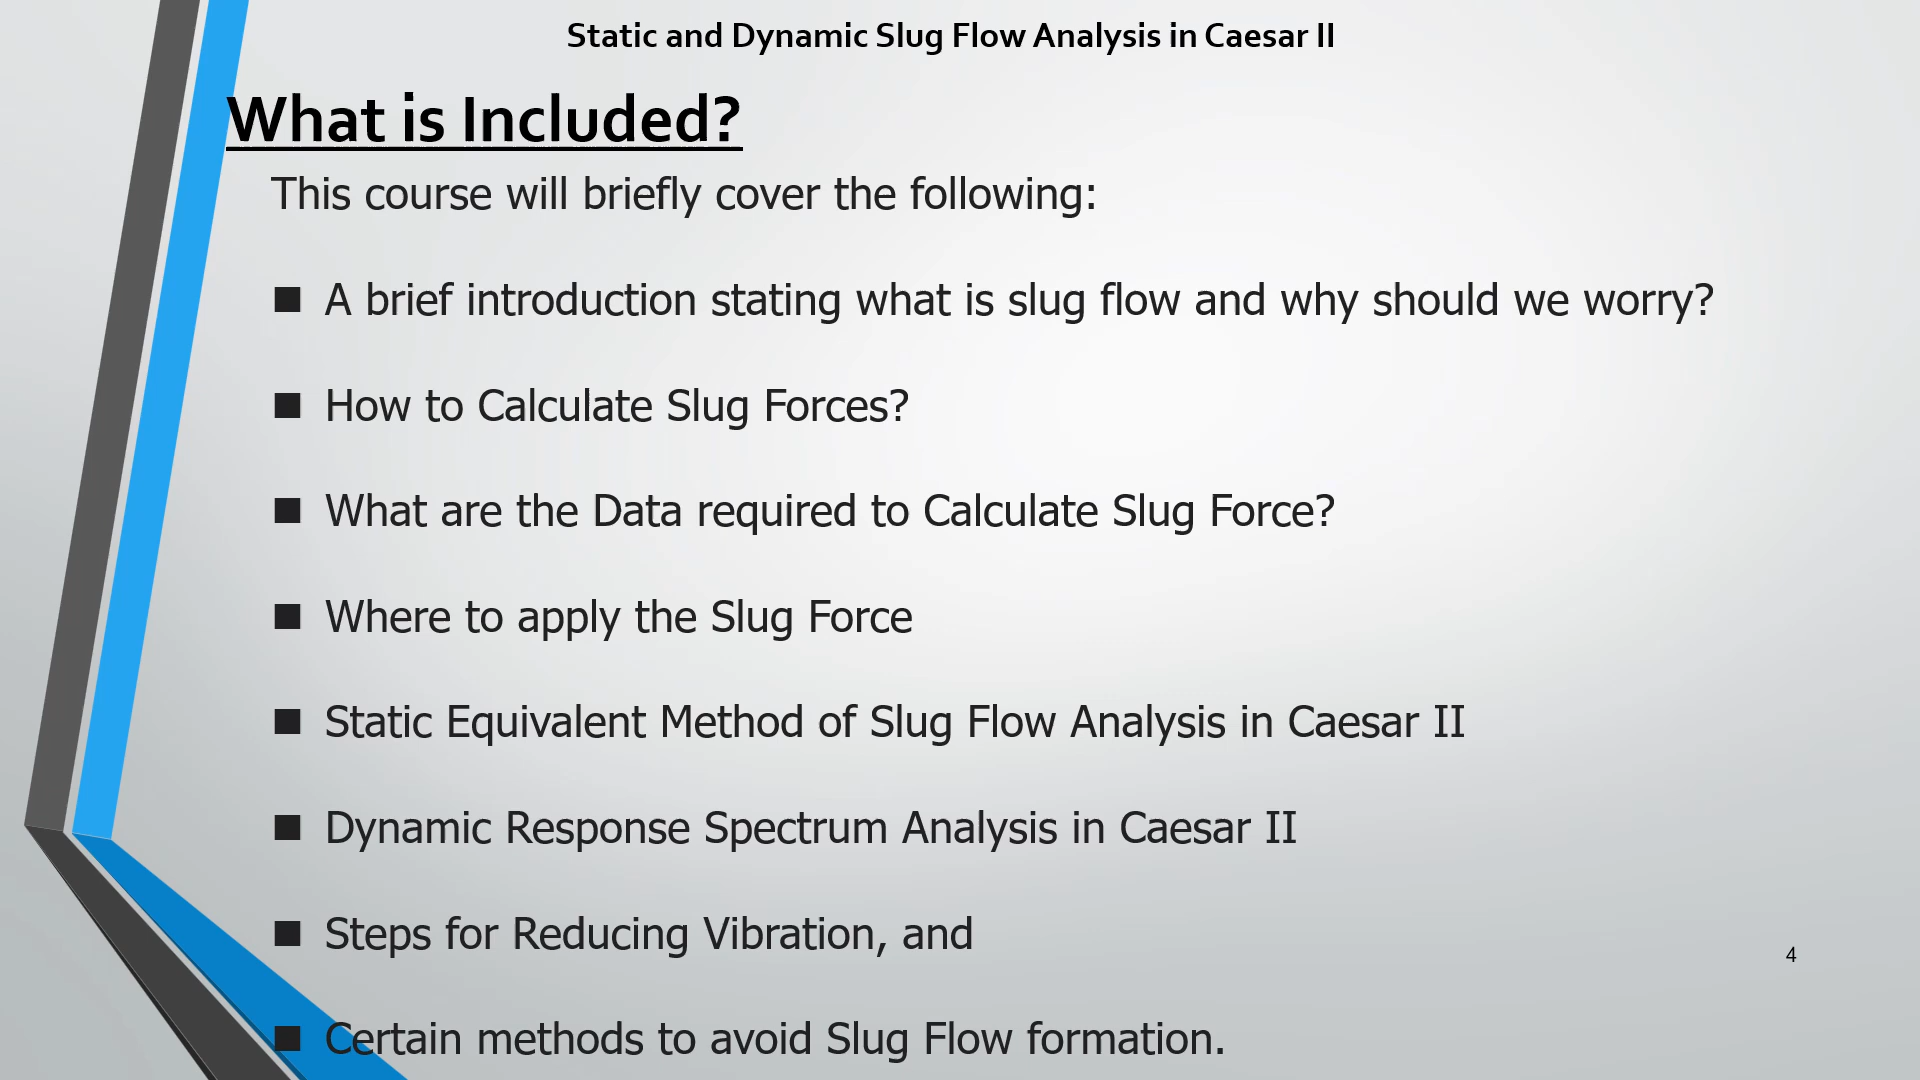 Static and Dynamic Slug Flow Analysis in Caesar II
What is Included?
This course will briefly cover the following:
■ A brief introduction stating what is slug flow and why should we worry?
■ How to Calculate Slug Forces?
■ What are the Data required to Calculate Slug Force?
■ Where to apply the Slug Force
■ Static Equivalent Method of Slug Flow Analysis in Caesar II
■ Dynamic Response Spectrum Analysis in Caesar II
■ Steps for Reducing Vibration, and
4
■ Certain methods to avoid Slug Flow formation.